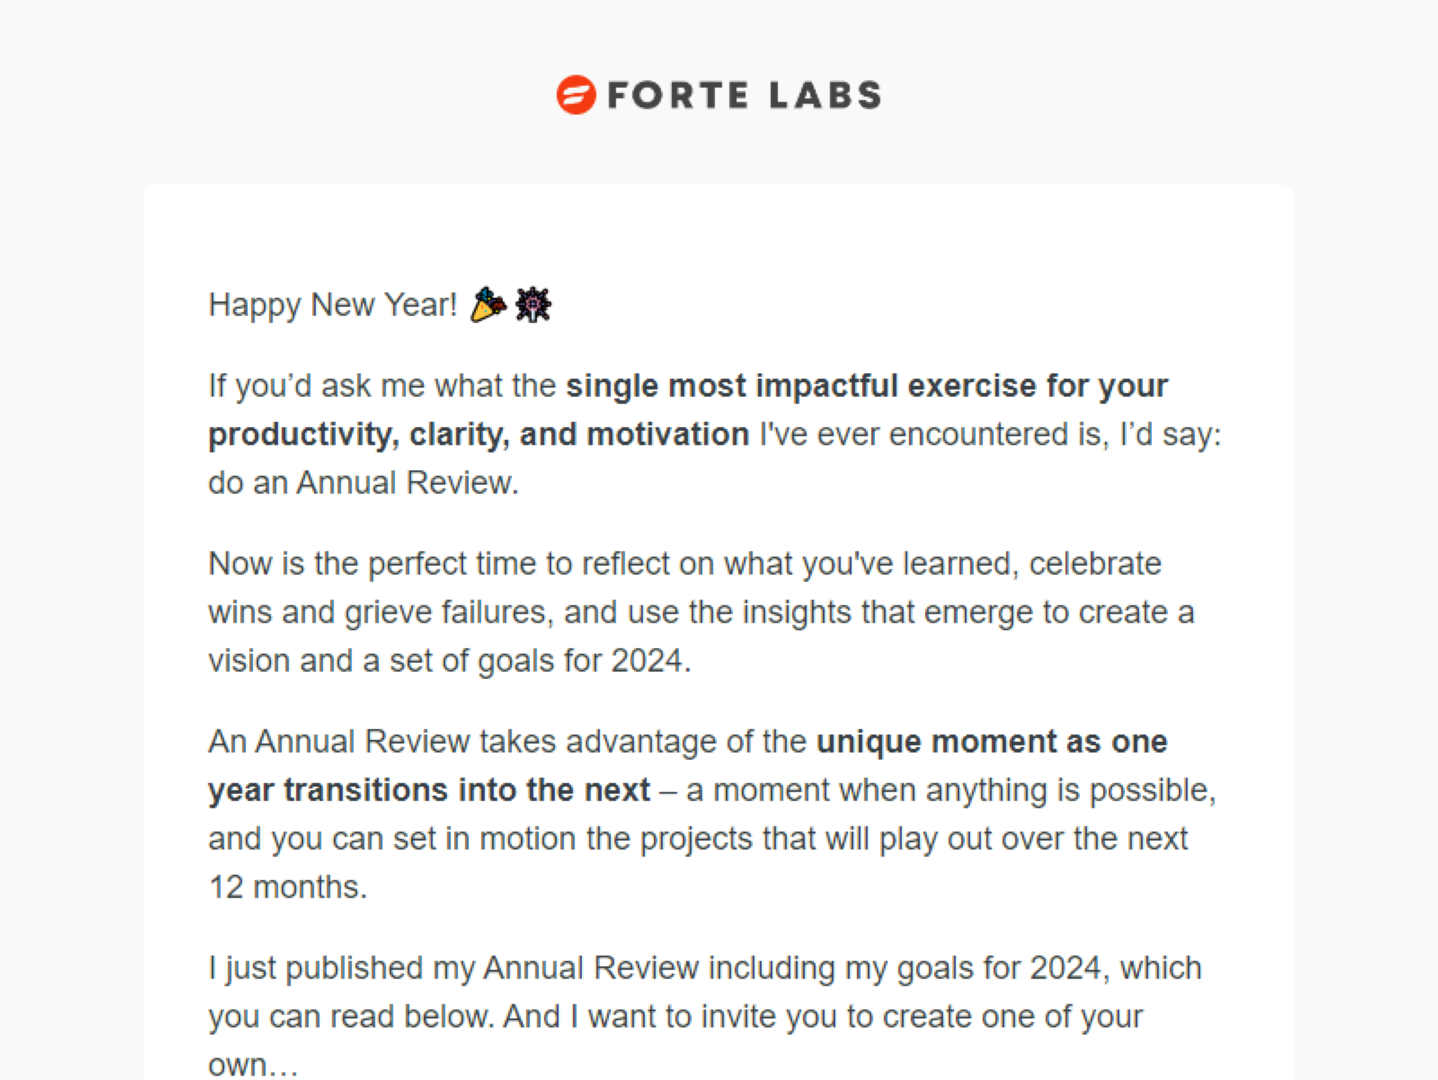 FORTE LABS
Happy New Year! 🎉🎆
If you’d ask me what the single most impactful exercise for your
productivity, clarity, and motivation I've ever encountered is, I’d say:
do an Annual Review.
Now is the perfect time to reflect on what you've learned, celebrate
wins and grieve failures, and use the insights that emerge to create a
vision and a set of goals for 2024.
An Annual Review takes advantage of the unique moment as one
year transitions into the next – a moment when anything is possible,
and you can set in motion the projects that will play out over the next
12 months.
I just published my Annual Review including my goals for 2024, which
you can read below. And I want to invite you to create one of your
own…